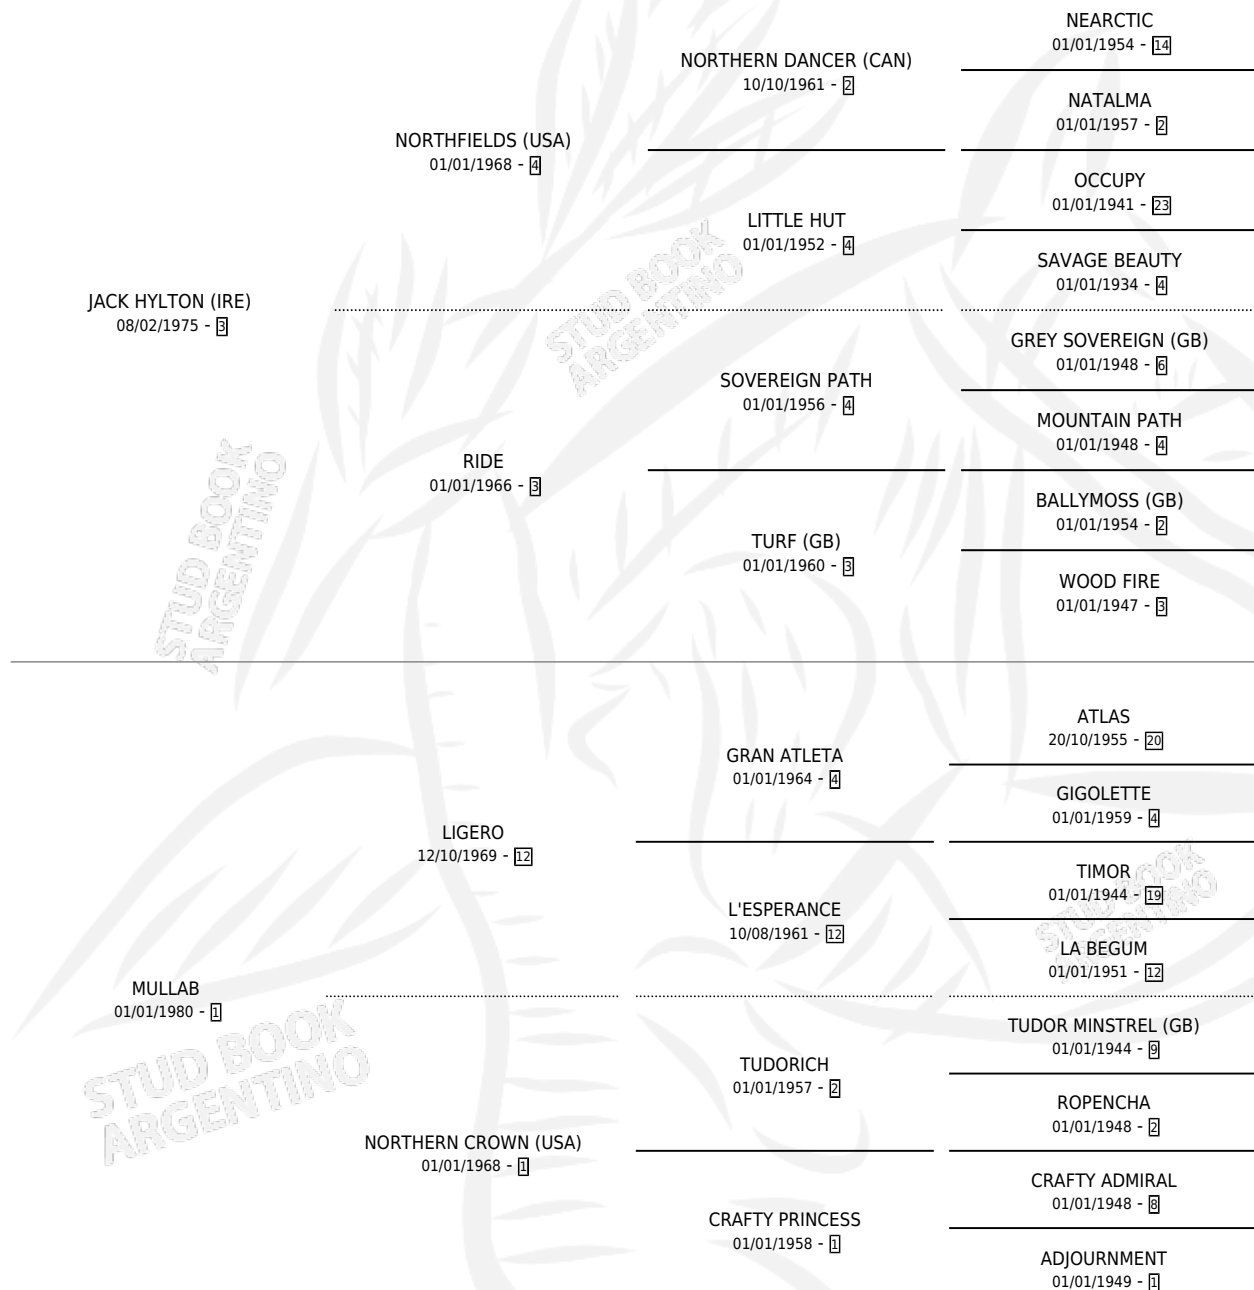 NEARCTIC
01/01/1954 - 14
NORTHERN DANCER (CAN)
10/10/1961 - 2
NATALMA
01/01/1957 - 2
NORTHFIELDS (USA)
01/01/1968 - 4
OCCUPY
01/01/1941 - 23
LITTLE HUT
01/01/1952 - 4
SAVAGE BEAUTY
01/01/1934 - 4
JACK HYLTON (IRE)
08/02/1975 - 3
GREY SOVEREIGN (GB)
01/01/1948 - 6
SOVEREIGN PATH
01/01/1956 - 4
MOUNTAIN PATH
01/01/1948 - 4
RIDE
01/01/1966 - 3
BALLYMOSS (GB)
01/01/1954 - 2
TURF (GB)
01/01/1960 - 3
WOOD FIRE
01/01/1947 - 3
ATLAS
20/10/1955 - 20
GRAN ATLETA
01/01/1964 - 4
GIGOLETTE
01/01/1959 - 4
LIGERO
12/10/1969 - 12
TIMOR
01/01/1944 - 19
L'ESPERANCE
10/08/1961 - 12
LA BEGUM
01/01/1951 - 12
MULLAB
01/01/1980 - 1
TUDOR MINSTREL (GB)
01/01/1944 - 9
TUDORICH
01/01/1957 - 2
ROPENCHA
01/01/1948 - 2
NORTHERN CROWN (USA)
01/01/1968 - 1
CRAFTY ADMIRAL
01/01/1948 - 8
CRAFTY PRINCESS
01/01/1958 - 1
ADJOURNMENT
01/01/1949 - 1
STUD BOOK
ARGENTINO
STUD BOOK
ARGENTINO
STUD BOOK
ARGENTINO
STUD BOOK
ARGENTINO